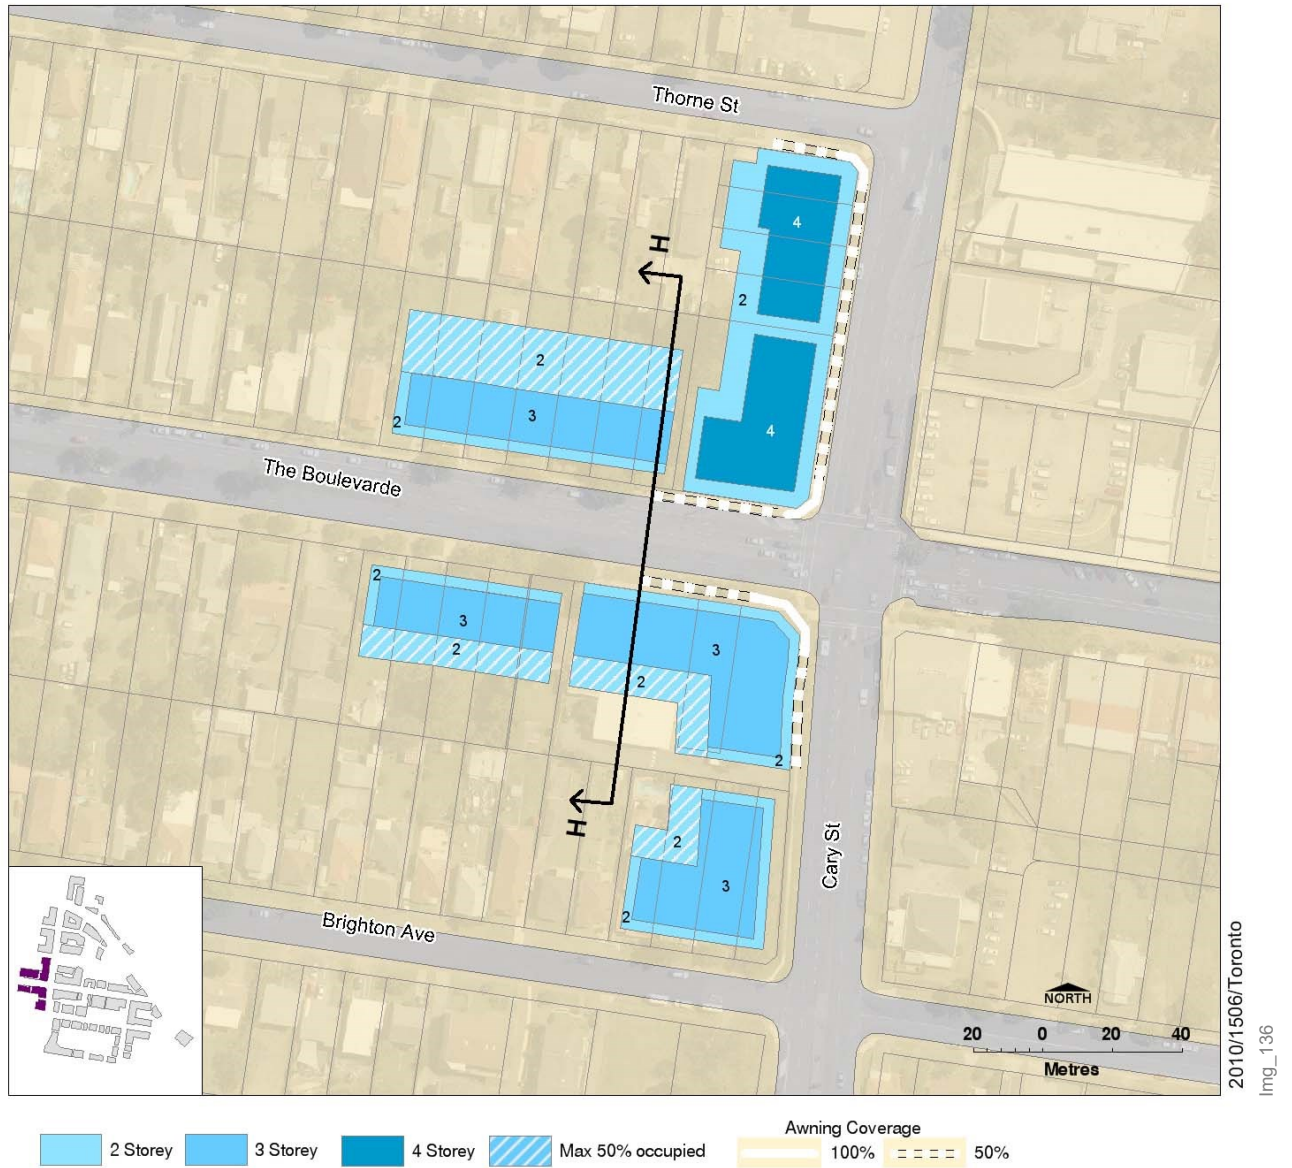 Thorne St
H
4
2
2
3
2
4
The Boulevarde
2
3
2
3
2
2
H
2
3
2
Cary St
Brighton Ave
NORTH
20 0 20 40
Metres
2010/1506/Toronto
Img_136
2 Storey 3 Storey 4 Storey Max 50% occupied
Awning Coverage
100% 50%